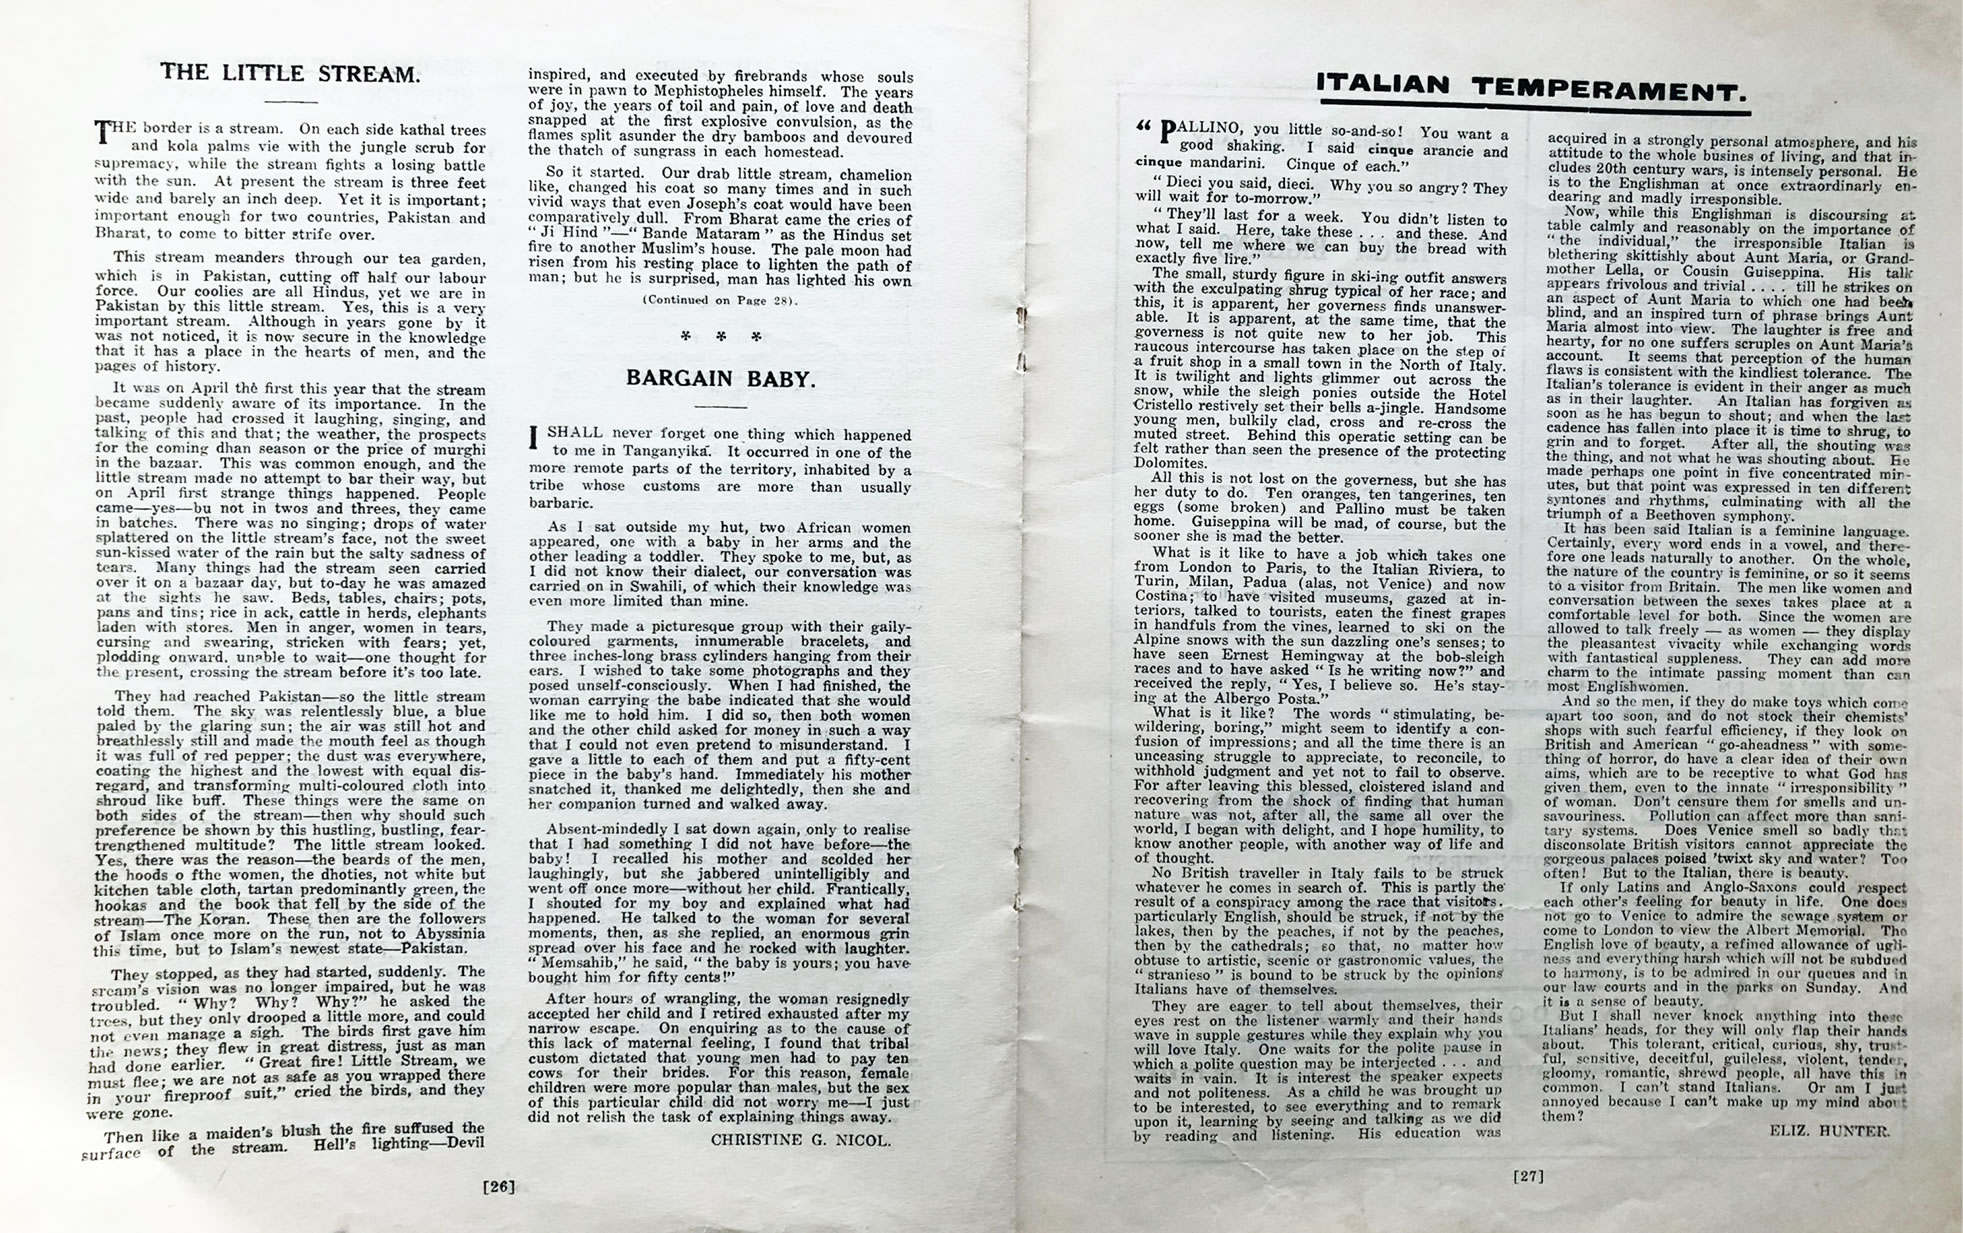 THE LITTLE STREAM.
THE border is a stream. On each side kathal trees
and kola palms vie with the jungle scrub for
supremacy, while the stream fights a losing battle
with the sun. At present the stream is three feet
wide and barely an inch deep. Yet it is important;
important enough for two countries, Pakistan and
Bharat, to come to bitter strife over.
This stream meanders through our tea garden,
which is in Pakistan, cutting off half our labour
force. Our coolies are all Hindus, yet we are in
Pakistan by this little stream. Yes, this is a very
important stream. Although in years gone by it
was not noticed, it is now secure in the knowledge
that it has a place in the hearts of men, and the
pages of history.
It was on April the first this year that the stream
became suddenly aware of its importance. In the
past, people had crossed it laughing, singing, and
talking of this and that; the weather, the prospects
for the coming dhan season or the price of murghi
in the bazaar. This was common enough, and the
little stream made no attempt to bar their way, but
on April first strange things happened. People
came—yes—bu not in twos and threes, they came
in batches. There was no singing; drops of water
splattered on the little stream's face, not the sweet
sun-kissed water of the rain but the salty sadness of
tears. Many things had the stream seen carried
over it on a bazaar day, but to-day he was amazed
at the sights he saw. Beds, tables, chairs; pots,
pans and tins; rice in ack, cattle in herds, elephants
laden with stores. Men in anger, women in tears,
cursing and swearing, stricken with fears; yet,
plodding onward, unable to wait—one thought for
the present, crossing the stream before it's too late.
They had reached Pakistan—so the little stream
told them. The sky was relentlessly blue, a blue
paled by the glaring sun; the air was still hot and
breathlessly still and made the mouth feel as though
it was full of red pepper; the dust was everywhere,
coating the highest and the lowest with equal dis-
regard, and transforming multi-coloured cloth into
shroud like buff. These things were the same on
both sides of the stream—then why should such
preference be shown by this hustling, bustling, fear-
trengthened multitude? The little stream looked.
Yes, there was the reason—the beards of the men,
the hoods o fthe women, the dhoties, not white but
kitchen table cloth, tartan predominantly green, the
hookas and the book that fell by the side of the
stream—The Koran. These then are the followers
of Islam once more on the run, not to Abyssinia
this time, but to Islam's newest state—Pakistan.
They stopped, as they had started, suddenly. The
sream's vision was no longer impaired, but he was
troubled. "Why? Why? Why?" he asked the
trees, but they only drooped a little more, and could
not even manage a sigh. The birds first gave him
the news; they flew in great distress, just as man
had done earlier. "Great fire! Little Stream, we
must flee; we are not as safe as you wrapped there
in your fireproof suit," cried the birds, and they
were gone.
Then like a maiden's blush the fire suffused the
surface of the stream. Hell's lighting—Devil
inspired, and executed by firebrands whose souls
were in pawn to Mephistopheles himself. The years
of joy, the years of toil and pain, of love and death
snapped at the first explosive convulsion, as the
flames split asunder the dry bamboos and devoured
the thatch of sungrass in each homestead.
So it started. Our drab little stream, chamelion
like, changed his coat so many times and in such
vivid ways that even Joseph's coat would have been
comparatively dull. From Bharat came the cries of
"Ji Hind"—"Bande Mataram" as the Hindus set
fire to another Muslim's house. The pale moon had
risen from his resting place to lighten the path of
man; but he is surprised, man has lighted his own
(Continued on Page 28).
* * *
BARGAIN BABY.
I SHALL never forget one thing which happened
to me in Tanganyika. It occurred in one of the
more remote parts of the territory, inhabited by a
tribe whose customs are more than usually
barbaric.
As I sat outside my hut, two African women
appeared, one with a baby in her arms and the
other leading a toddler. They spoke to me, but, as
I did not know their dialect, our conversation was
carried on in Swahili, of which their knowledge was
even more limited than mine.
They made a picturesque group with their gaily-
coloured garments, innumerable bracelets, and
three inches-long brass cylinders hanging from their
ears. I wished to take some photographs and they
posed unself-consciously. When I had finished, the
woman carrying the babe indicated that she would
like me to hold him. I did so, then both women
and the other child asked for money in such a way
that I could not even pretend to misunderstand. I
gave a little to each of them and put a fifty-cent
piece in the baby's hand. Immediately his mother
snatched it, thanked me delightedly, then she and
her companion turned and walked away.
Absent-mindedly I sat down again, only to realise
that I had something I did not have before—the
baby! I recalled his mother and scolded her
laughingly, but she jabbered unintelligibly and
went off once more—without her child. Frantically,
I shouted for my boy and explained what had
happened. He talked to the woman for several
moments, then, as she replied, an enormous grin
spread over his face and he rocked with laughter.
"Memsahib," he said, "the baby is yours; you have
bought him for fifty cents!"
After hours of wrangling, the woman resignedly
accepted her child and I retired exhausted after my
narrow escape. On enquiring as to the cause of
this lack of maternal feeling, I found that tribal
custom dictated that young men had to pay ten
cows for their brides. For this reason, female
children were more popular than males, but the sex
of this particular child did not worry me—I just
did not relish the task of explaining things away.
CHRISTINE G. NICOL.
[26]
ITALIAN TEMPERAMENT.
"PALLINO, you little so-and-so! You want a
good shaking. I said cinque arancie and
cinque mandarini. Cinque of each."
"Dieci you said, dieci. Why you so angry? They
will wait for to-morrow."
"They'll last for a week. You didn't listen to
what I said. Here, take these . . . and these. And
now, tell me where we can buy the bread with
exactly five lire."
The small, sturdy figure in ski-ing outfit answers
with the exculpating shrug typical of her race; and
this, it is apparent, her governess finds unanswer-
able. It is apparent, at the same time, that the
governess is not quite new to her job. This
raucous intercourse has taken place on the step of
a fruit shop in a small town in the North of Italy.
It is twilight and lights glimmer out across the
snow, while the sleigh ponies outside the Hotel
Cristello restively set their bells a-jingle. Handsome
young men, bulkily clad, cross and re-cross the
muted street. Behind this operatic setting can be
felt rather than seen the presence of the protecting
Dolomites.
All this is not lost on the governess, but she has
her duty to do. Ten oranges, ten tangerines, ten
eggs (some broken) and Pallino must be taken
home. Guiseppina will be mad, of course, but the
sooner she is mad the better.
What is it like to have a job which takes one
from London to Paris, to the Italian Riviera, to
Turin, Milan, Padua (alas, not Venice) and now
Costina; to have visited museums, gazed at in-
teriors, talked to tourists, eaten the finest grapes
in handfuls from the vines, learned to ski on the
Alpine snows with the sun dazzling one's senses; to
have seen Ernest Hemingway at the bob-sleigh
races and to have asked "Is he writing now?" and
received the reply, "Yes, I believe so. He's stay-
ing at the Albergo Posta."
What is it like? The words "stimulating, be-
wildering, boring," might seem to identify a con-
fusion of impressions; and all the time there is an
unceasing struggle to appreciate, to reconcile, to
withhold judgment and yet not to fail to observe.
For after leaving this blessed, cloistered island and
recovering from the shock of finding that human
nature was not, after all, the same all over the
world, I began with delight, and I hope humility, to
know another people, with another way of life and
of thought.
No British traveller in Italy fails to be struck
whatever he comes in search of. This is partly the
result of a conspiracy among the race that visitors.
particularly English, should be struck, if not by the
lakes, then by the peaches, if not by the peaches,
then by the cathedrals; so that, no matter how
obtuse to artistic, scenic or gastronomic values, the
"stranieso" is bound to be struck by the opinions
Italians have of themselves.
They are eager to tell about themselves, their
eyes rest on the listener warmly and their hands
wave in supple gestures while they explain why you
will love Italy. One waits for the polite pause in
which a polite question may be interjected . . . and
waits in vain. It is interest the speaker expects
and not politeness. As a child he was brought up
to be interested, to see everything and to remark
upon it, learning by seeing and talking as we did
by reading and listening. His education was
acquired in a strongly personal atmosphere, and his
attitude to the whole busines of living, and that in-
cludes 20th century wars, is intensely personal. He
is to the Englishman at once extraordinarly en-
dearing and madly irresponsible.
Now, while this Englishman is discoursing at
table calmly and reasonably on the importance of
"the individual," the irresponsible Italian is
blethering skittishly about Aunt Maria, or Grand-
mother Lella, or Cousin Guiseppina. His talk
appears frivolous and trivial . . . . till he strikes on
an aspect of Aunt Maria to which one had been
blind, and an inspired turn of phrase brings Aunt
Maria almost into view. The laughter is free and
hearty, for no one suffers scruples on Aunt Maria's
account. It seems that perception of the human
flaws is consistent with the kindliest tolerance. The
Italian's tolerance is evident in their anger as much
as in their laughter. An Italian has forgiven as
soon as he has begun to shout; and when the last
cadence has fallen into place it is time to shrug, to
grin and to forget. After all, the shouting was
the thing, and not what he was shouting about. He
made perhaps one point in five concentrated min-
utes, but that point was expressed in ten different
syntones and rhythms, culminating with all the
triumph of a Beethoven symphony.
It has been said Italian is a feminine language.
Certainly, every word ends in a vowel, and there-
fore one leads naturally to another. On the whole,
the nature of the country is feminine, or so it seems
to a visitor from Britain. The men like women and
conversation between the sexes takes place at a
comfortable level for both. Since the women are
allowed to talk freely — as women — they display
the pleasantest vivacity while exchanging words
with fantastical suppleness. They can add more
charm to the intimate passing moment than can
most Englishwomen.
And so the men, if they do make toys which come
apart too soon, and do not stock their chemists'
shops with such fearful efficiency, if they look on
British and American "go-aheadness" with some-
thing of horror, do have a clear idea of their own
aims, which are to be receptive to what God has
given them, even to the innate "irresponsibility"
of woman. Don't censure them for smells and un-
savouriness. Pollution can affect more than sani-
tary systems. Does Venice smell so badly that
disconsolate British visitors cannot appreciate the
gorgeous palaces poised 'twixt sky and water? Too
often! But to the Italian, there is beauty.
If only Latins and Anglo-Saxons could respect
each other's feeling for beauty in life. One does
not go to Venice to admire the sewage system or
come to London to view the Albert Memorial. The
English love of beauty, a refined allowance of ugli-
ness and everything harsh which will not be subdued
to harmony, is to be admired in our queues and in
our law courts and in the parks on Sunday. And
it is a sense of beauty.
But I shall never knock anything into these
Italians' heads, for they will only flap their hands
about. This tolerant, critical, curious, shy, trust-
ful, sensitive, deceitful, guileless, violent, tender,
gloomy, romantic, shrewd people, all have this in
common. I can't stand Italians. Or am I just
annoyed because I can't make up my mind about
them?
ELIZ. HUNTER.
[27]